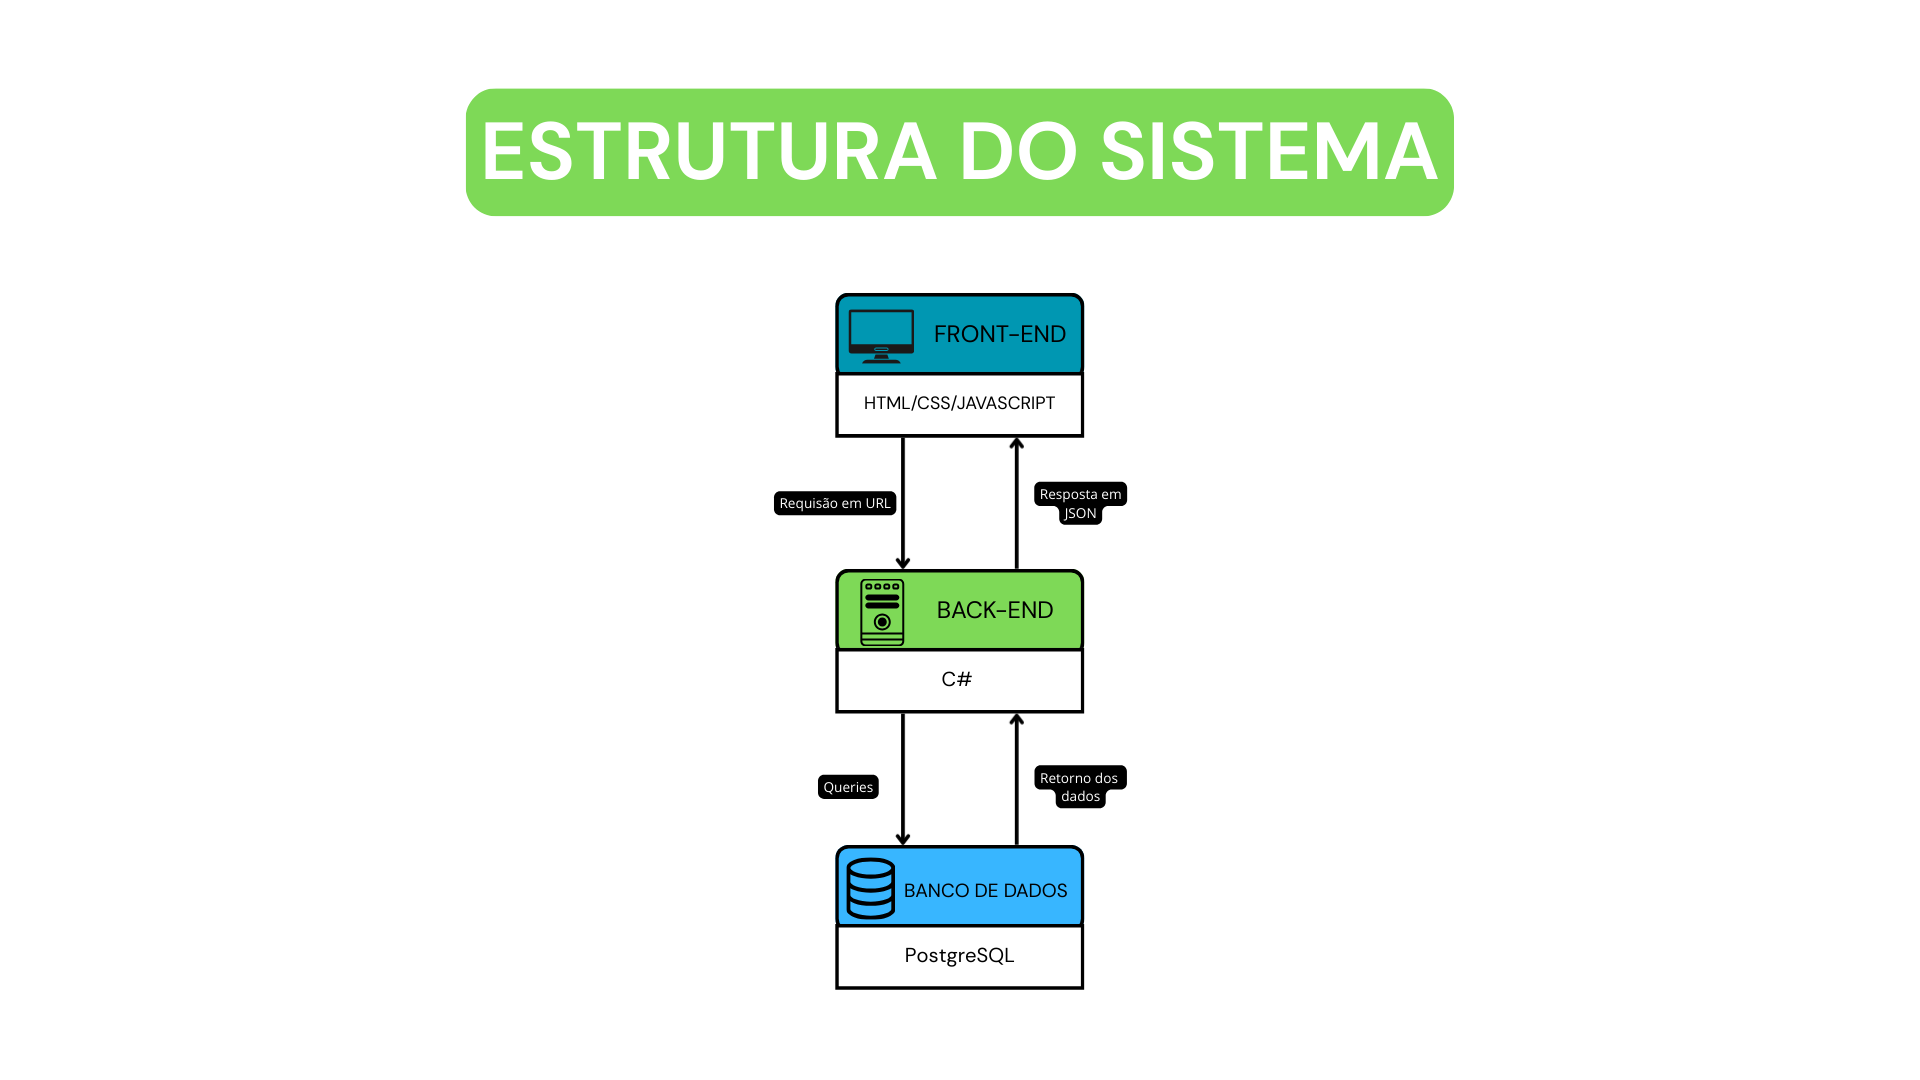 ESTRUTURA DO SISTEMA
FRONT-END
HTML/CSS/JAVASCRIPT
Requisão em URL
Resposta em
JSON
BACK-END
C#
Queries
Retorno dos
dados
BANCO DE DADOS
PostgreSQL